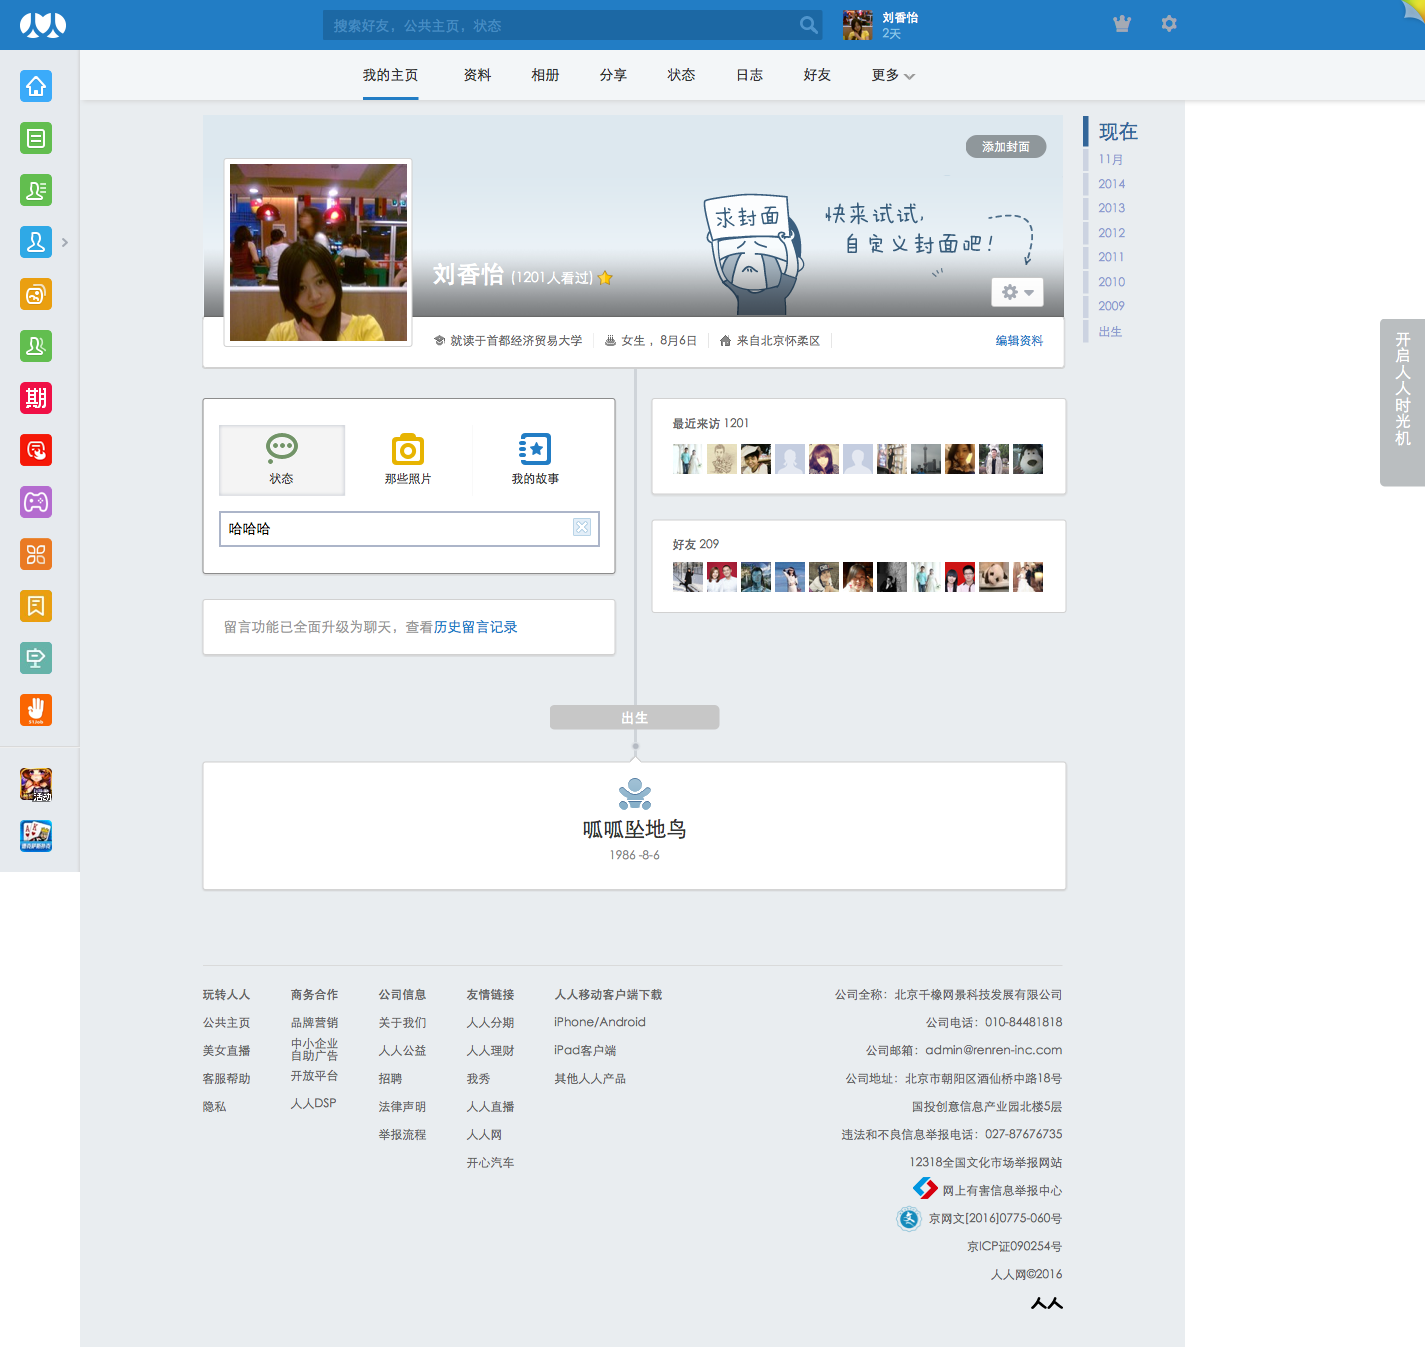 搜索好友，公共主页，状态
刘香怡
2天
我的主页 资料 相册 分享 状态 日志 好友 更多
添加封面
求封面
快来试试，
自定义封面吧！
刘香怡 (1201人看过)
就读于首都经济贸易大学 女生， 8月6日 来自北京怀柔区 编辑资料
现在
11月
2014
2013
2012
2011
2010
2009
出生
开启人人时光机
期
活动
状态 那些照片 我的故事
哈哈哈
留言功能已全面升级为聊天，查看历史留言记录
最近来访 1201
好友 209
出生
呱呱坠地鸟
1986 -8-6
玩转人人
公共主页
美女直播
客服帮助
隐私
商务合作
品牌营销
中小企业
自助广告
开放平台
人人DSP
公司信息
关于我们
人人公益
招聘
法律声明
举报流程
友情链接
人人分期
人人理财
我秀
人人直播
人人网
开心汽车
人人移动客户端下载
iPhone/Android
iPad客户端
其他人人产品
公司全称：北京千橡网景科技发展有限公司
公司电话：010-84481818
公司邮箱：admin@renren-inc.com
公司地址：北京市朝阳区酒仙桥中路18号
国投创意信息产业园北楼5层
违法和不良信息举报电话：027-87676735
12318全国文化市场举报网站
网上有害信息举报中心
京网文[2016]0775-060号
京ICP证090254号
人人网©2016
人人